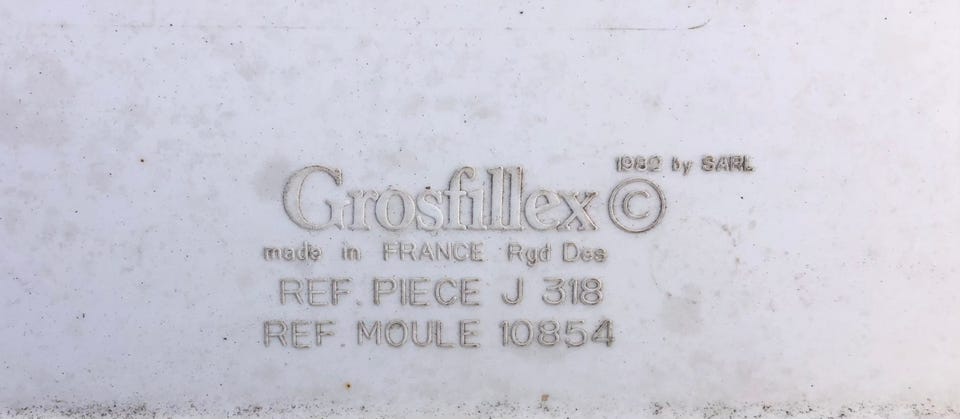 1982 by SARL
Grosfillex ©
made in FRANCE Rgd Des
REF. PIECE J 318
REF. MOULE 10854